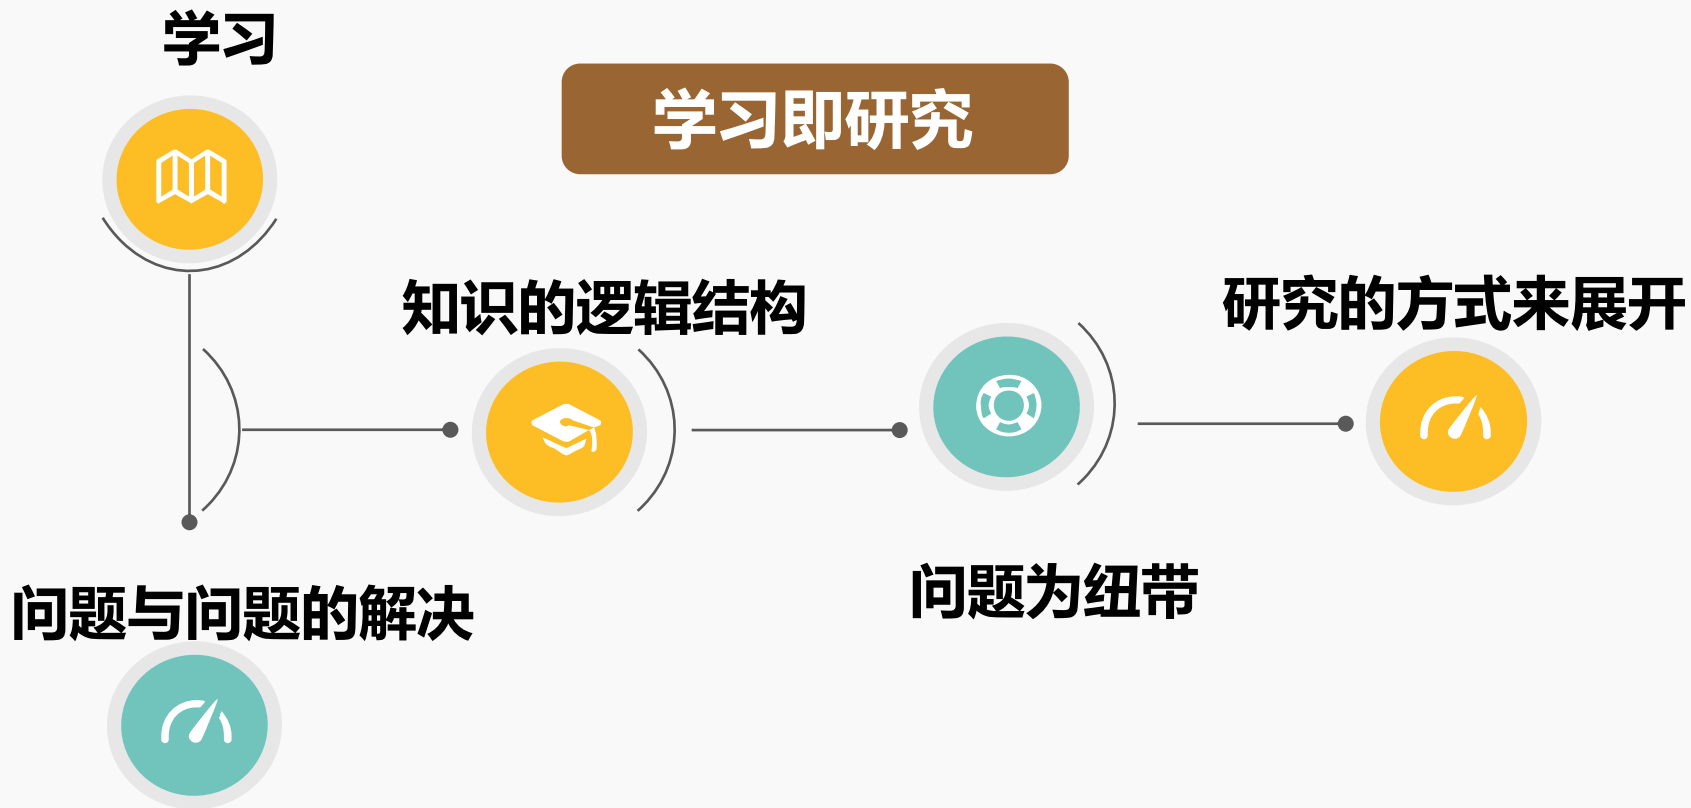 学习
学习即研究
知识的逻辑结构
研究的方式来展开
问题为纽带
问题与问题的解决